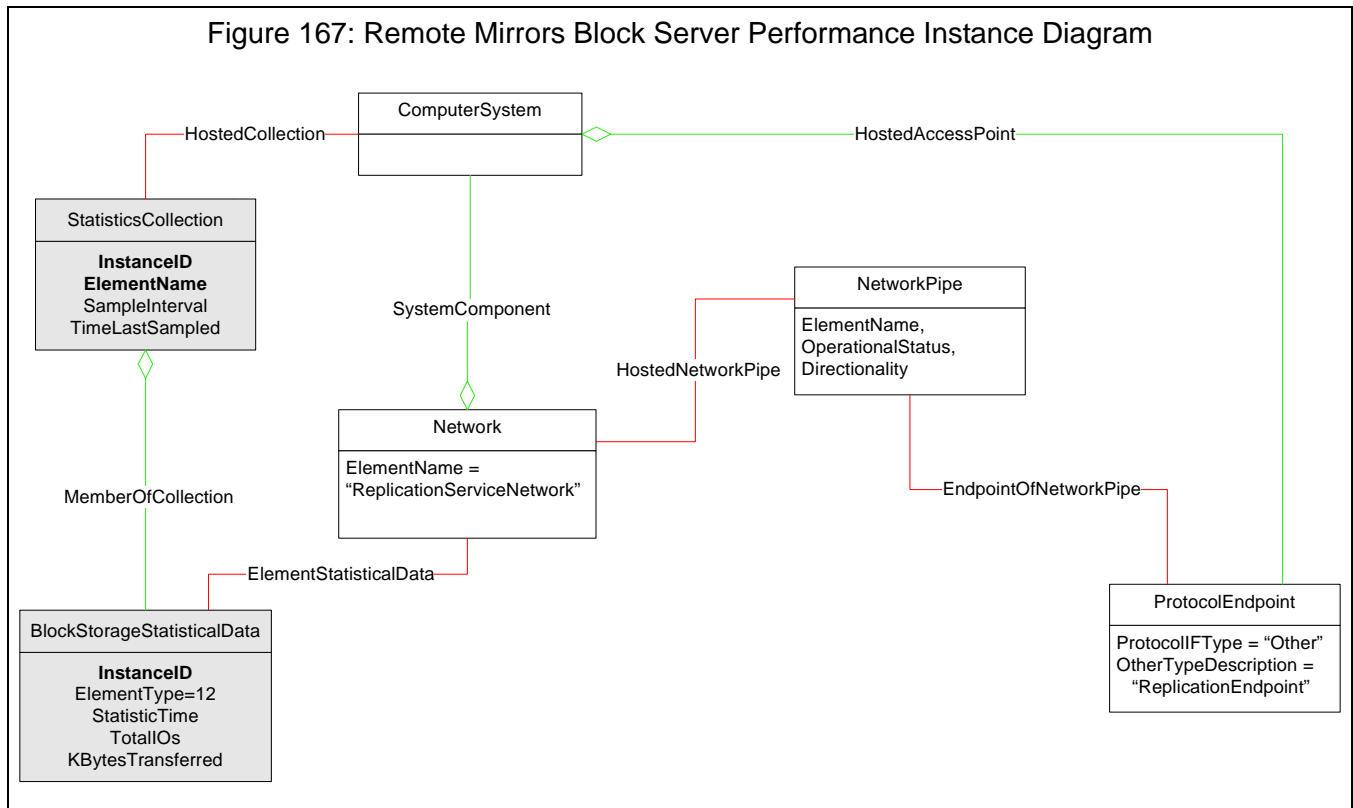 Figure 167: Remote Mirrors Block Server Performance Instance Diagram
ComputerSystem
HostedCollection
HostedAccessPoint
StatisticsCollection
InstanceID
ElementName
SampleInterval
TimeLastSampled
SystemComponent
NetworkPipe
ElementName,
OperationalStatus,
Directionality
HostedNetworkPipe
Network
ElementName =
“ReplicationServiceNetwork”
MemberOfCollection
EndpointOfNetworkPipe
ElementStatisticalData
BlockStorageStatisticalData
InstanceID
ElementType=12
StatisticTime
TotalIOs
KBytesTransferred
ProtocolEndpoint
ProtocolIFType = “Other”
OtherTypeDescription =
“ReplicationEndpoint”